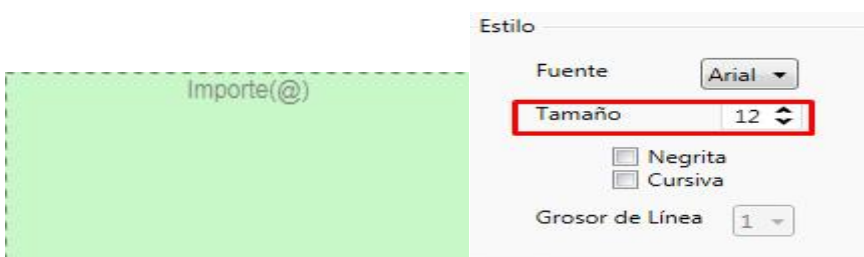 Importe(@)
Estilo
Fuente Arial
Tamaño 12
Negrita
Cursiva
Grosor de Línea 1